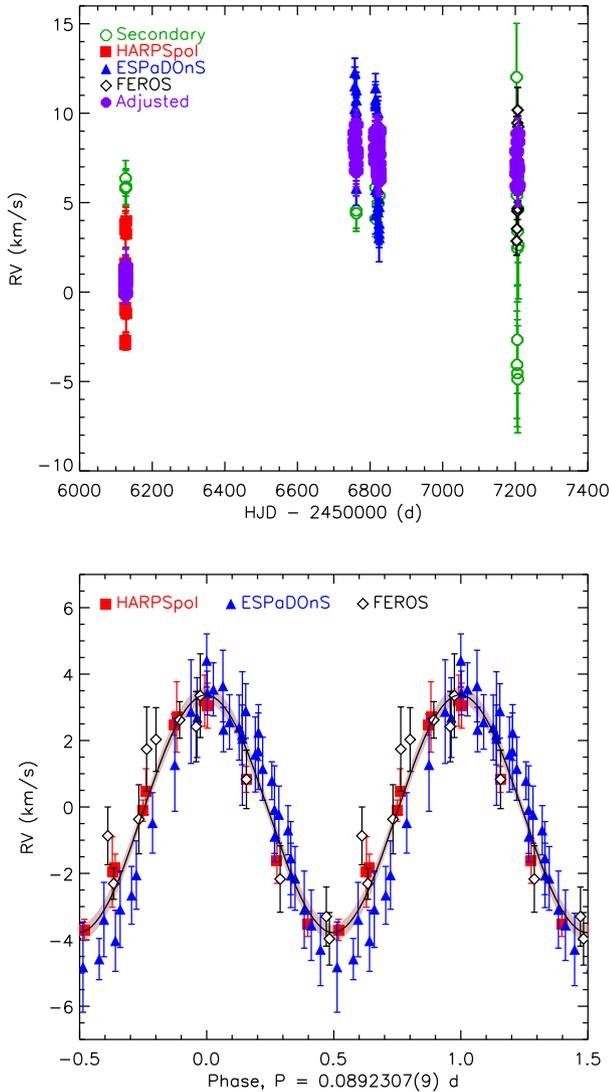 15
Secondary
HARPSpol
ESPaDOnS
10
FEROS
Adjusted
5
RV (km/s)
0
−5
−10
6000 6200 6400 6600 6800 7000 7200 7400
HJD − 2450000 (d)
6
HARPSpol ESPaDOnS FEROS
4
2
RV (km/s)
0
−2
−4
−6
−0.5 0.0 0.5 1.0 1.5
Phase, P = 0.0892307(9) d